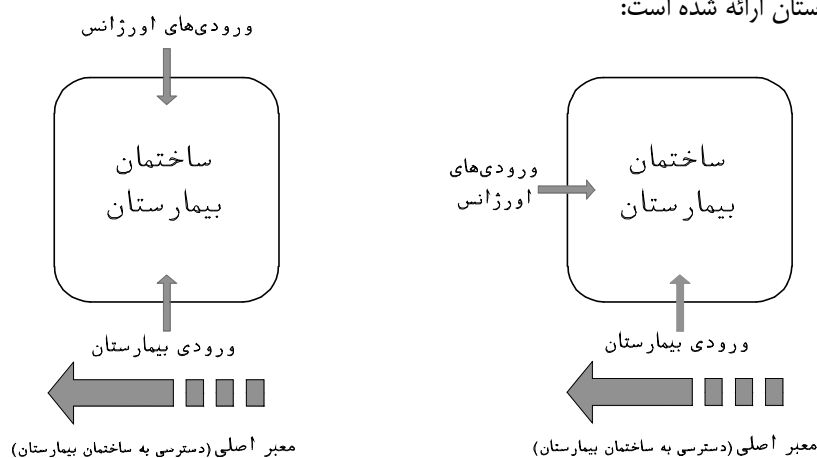 ستان ارائه شده است:
ورودی‌های
اورژانس
ساختمان
بیمارستان
ورودی بیمارستان
معبر اصلی (دسترسی به ساختمان بیمارستان)
ورودی‌های اورژانس
ساختمان
بیمارستان
ورودی بیمارستان
معبر اصلی (دسترسی به ساختمان بیمارستان)